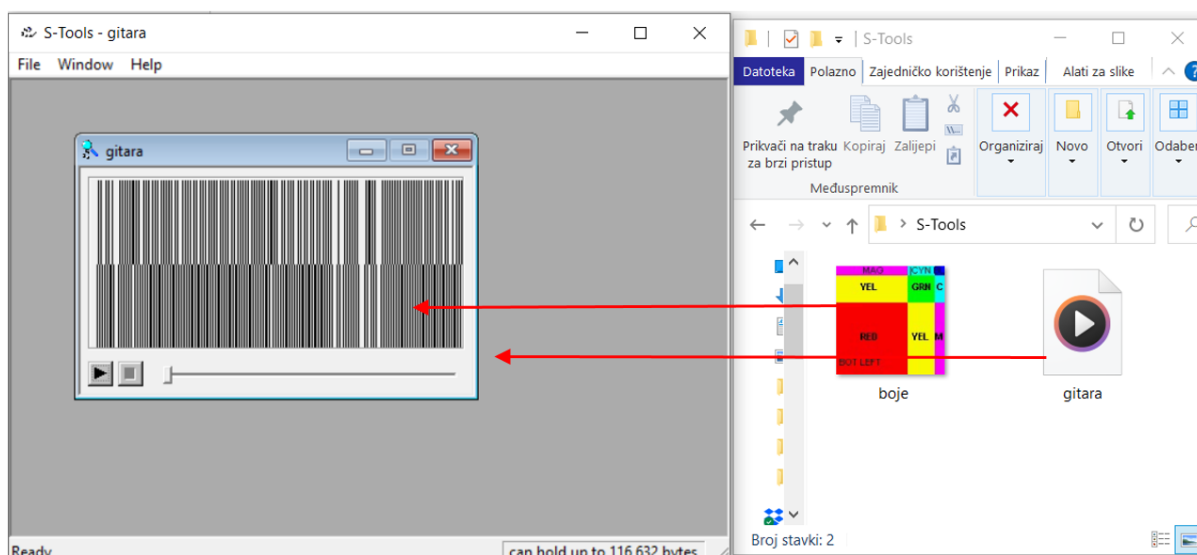 S-Tools - gitara
File Window Help
gitara
Ready
can hold up to 116,632 bytes
S-Tools
Datoteka Polazno Zajedničko korištenje Prikaz Alati za slike
Prikvači na traku za brzi pristup
Kopiraj Zalijepi
Organiziraj
Novo
Otvori
Odaber
Međuspremnik
S-Tools
MAG CYN
YEL GRN C
RED YEL M
BOT LEFT
boje
gitara
Broj stavki: 2